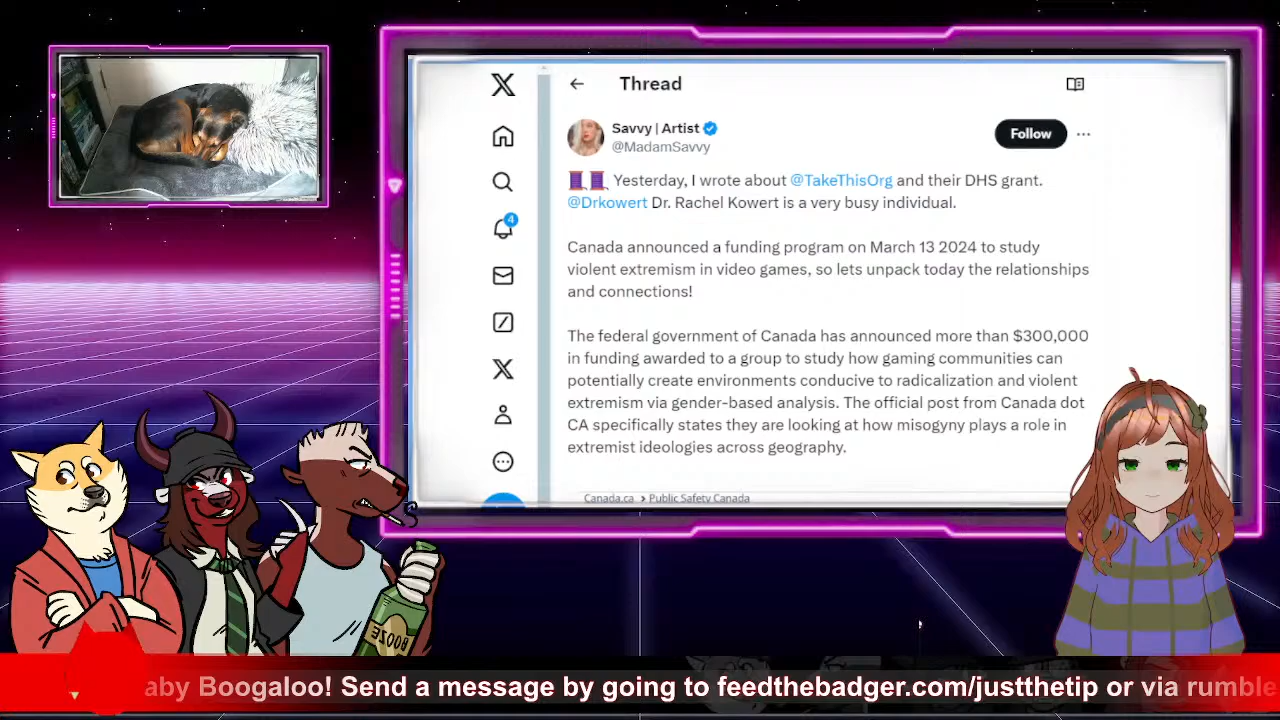 Thread
Savvy | Artist
@MadamSavvy
Follow
🧵🧵 Yesterday, I wrote about @TakeThisOrg and their DHS grant.
@Drkowert Dr. Rachel Kowert is a very busy individual.
Canada announced a funding program on March 13 2024 to study
violent extremism in video games, so lets unpack today the relationships
and connections!
The federal government of Canada has announced more than $300,000
in funding awarded to a group to study how gaming communities can
potentially create environments conducive to radicalization and violent
extremism via gender-based analysis. The official post from Canada dot
CA specifically states they are looking at how misogyny plays a role in
extremist ideologies across geography.
Canada.ca > Public Safety Canada
4
BOOZE
aby Boogaloo! Send a message by going to feedthebadger.com/justthetip or via rumble